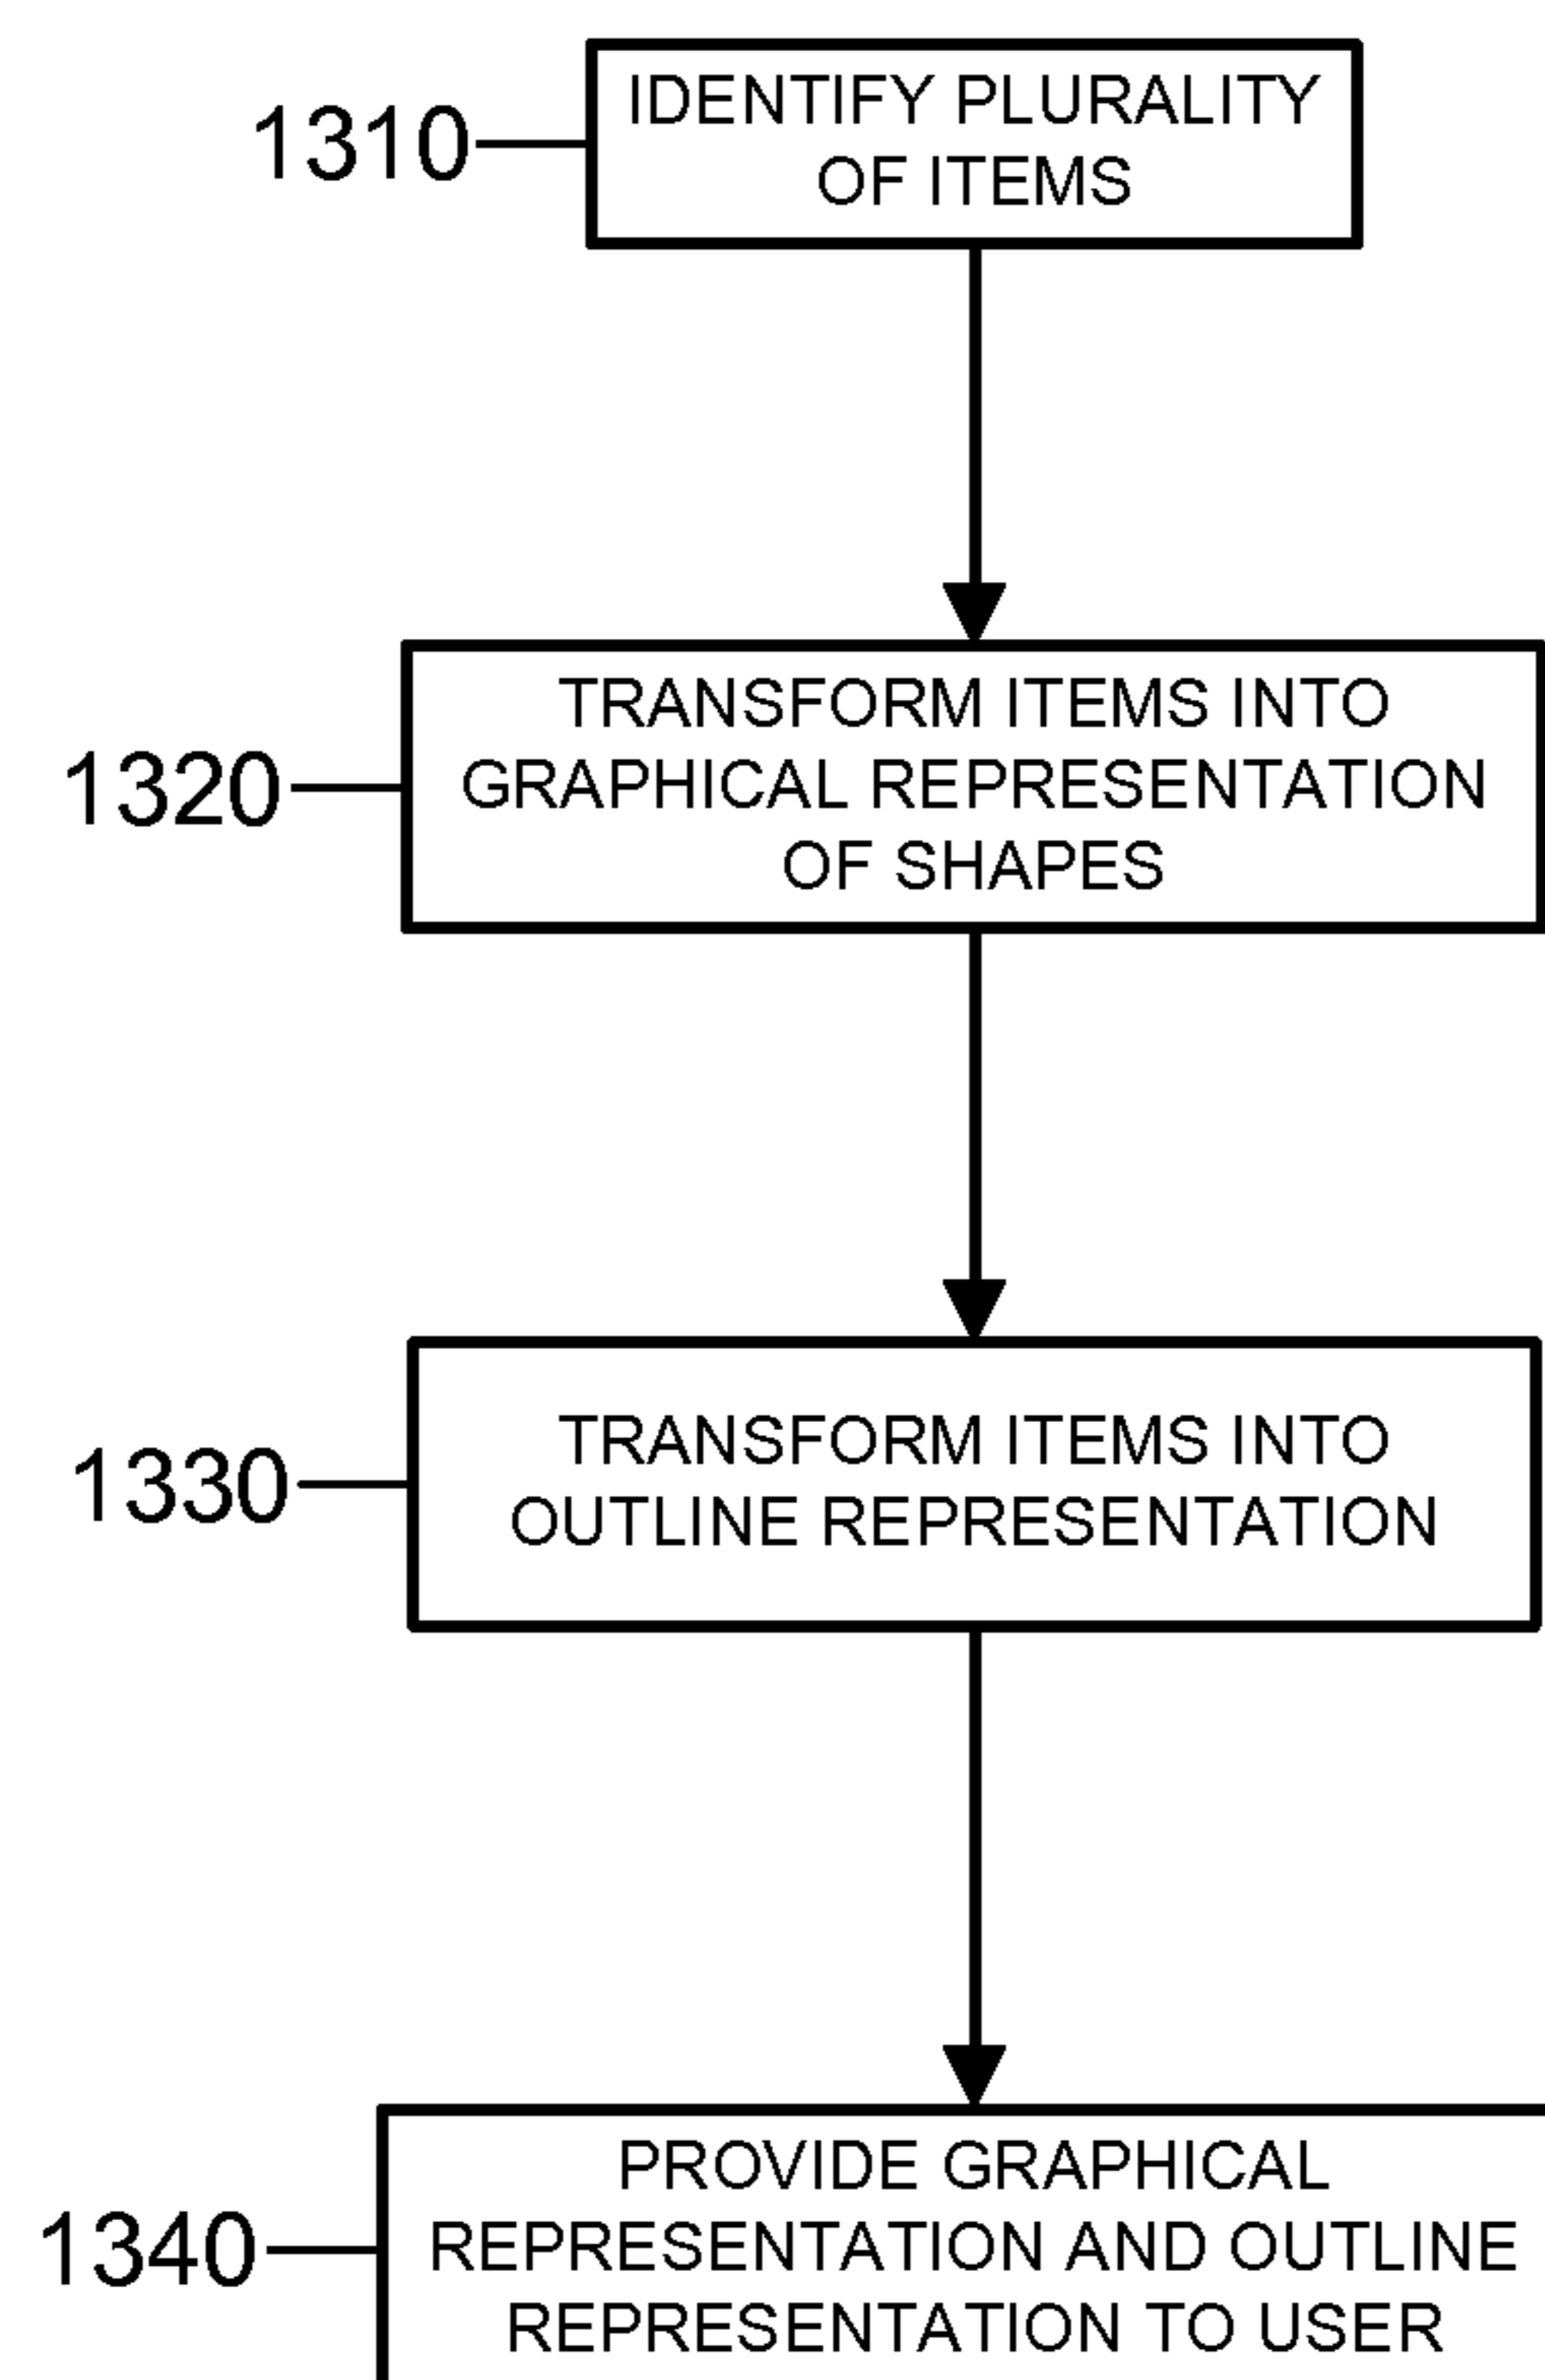 1310
IDENTIFY PLURALITY
OF ITEMS
1320
TRANSFORM ITEMS INTO
GRAPHICAL REPRESENTATION
OF SHAPES
1330
TRANSFORM ITEMS INTO
OUTLINE REPRESENTATION
1340
PROVIDE GRAPHICAL
REPRESENTATION AND OUTLINE
REPRESENTATION TO USER